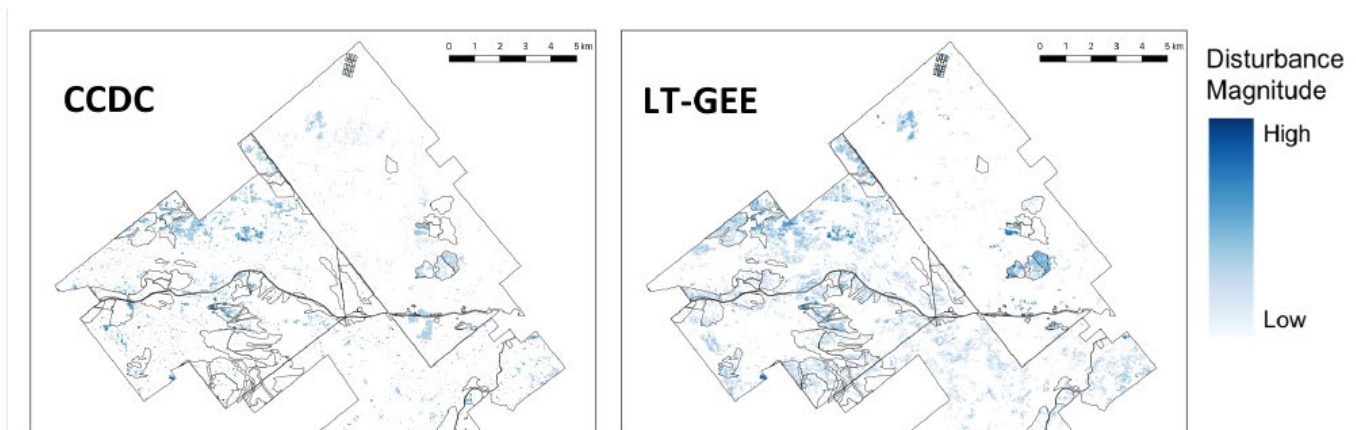 CCDC
0 1 2 3 4 5 km
LT-GEE
0 1 2 3 4 5 km
Disturbance
Magnitude
High
Low